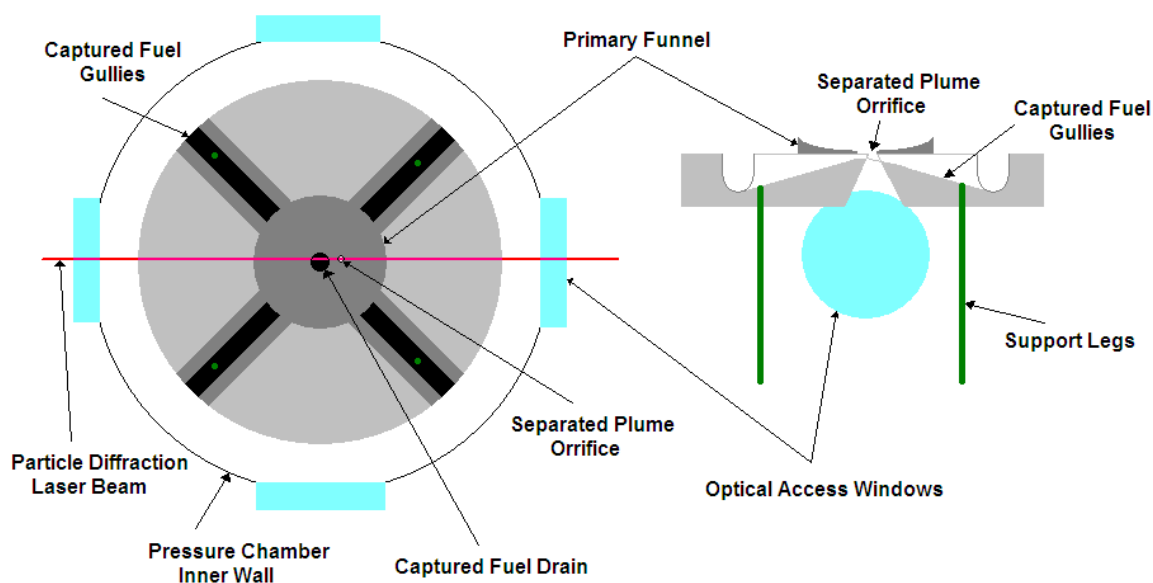 Captured Fuel
Gullies
Primary Funnel
Separated Plume
Orrifice
Captured Fuel
Gullies
Support Legs
Separated Plume
Orrifice
Particle Diffraction
Laser Beam
Optical Access Windows
Pressure Chamber
Inner Wall
Captured Fuel Drain